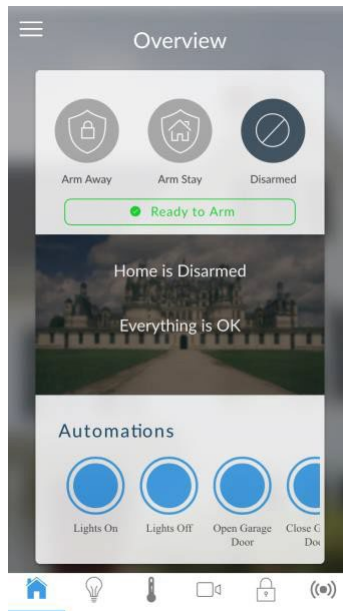 Overview
Arm Away
Arm Stay
Disarmed
Ready to Arm
Home is Disarmed
Everything is OK
Automations
Lights On
Lights Off
Open Garage
Door
Close